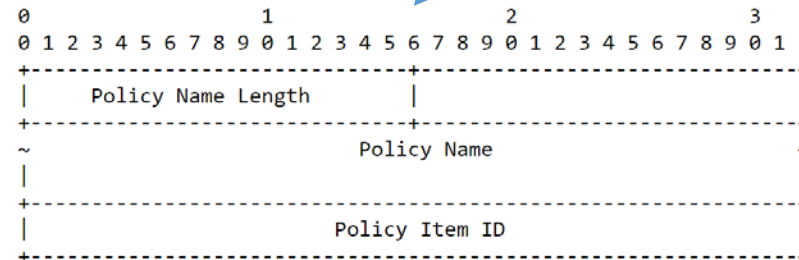 0 1 2 3
0 1 2 3 4 5 6 7 8 9 0 1 2 3 4 5 6 7 8 9 0 1 2 3 4 5 6 7 8 9 0 1
Policy Name Length
Policy Name
Policy Item ID